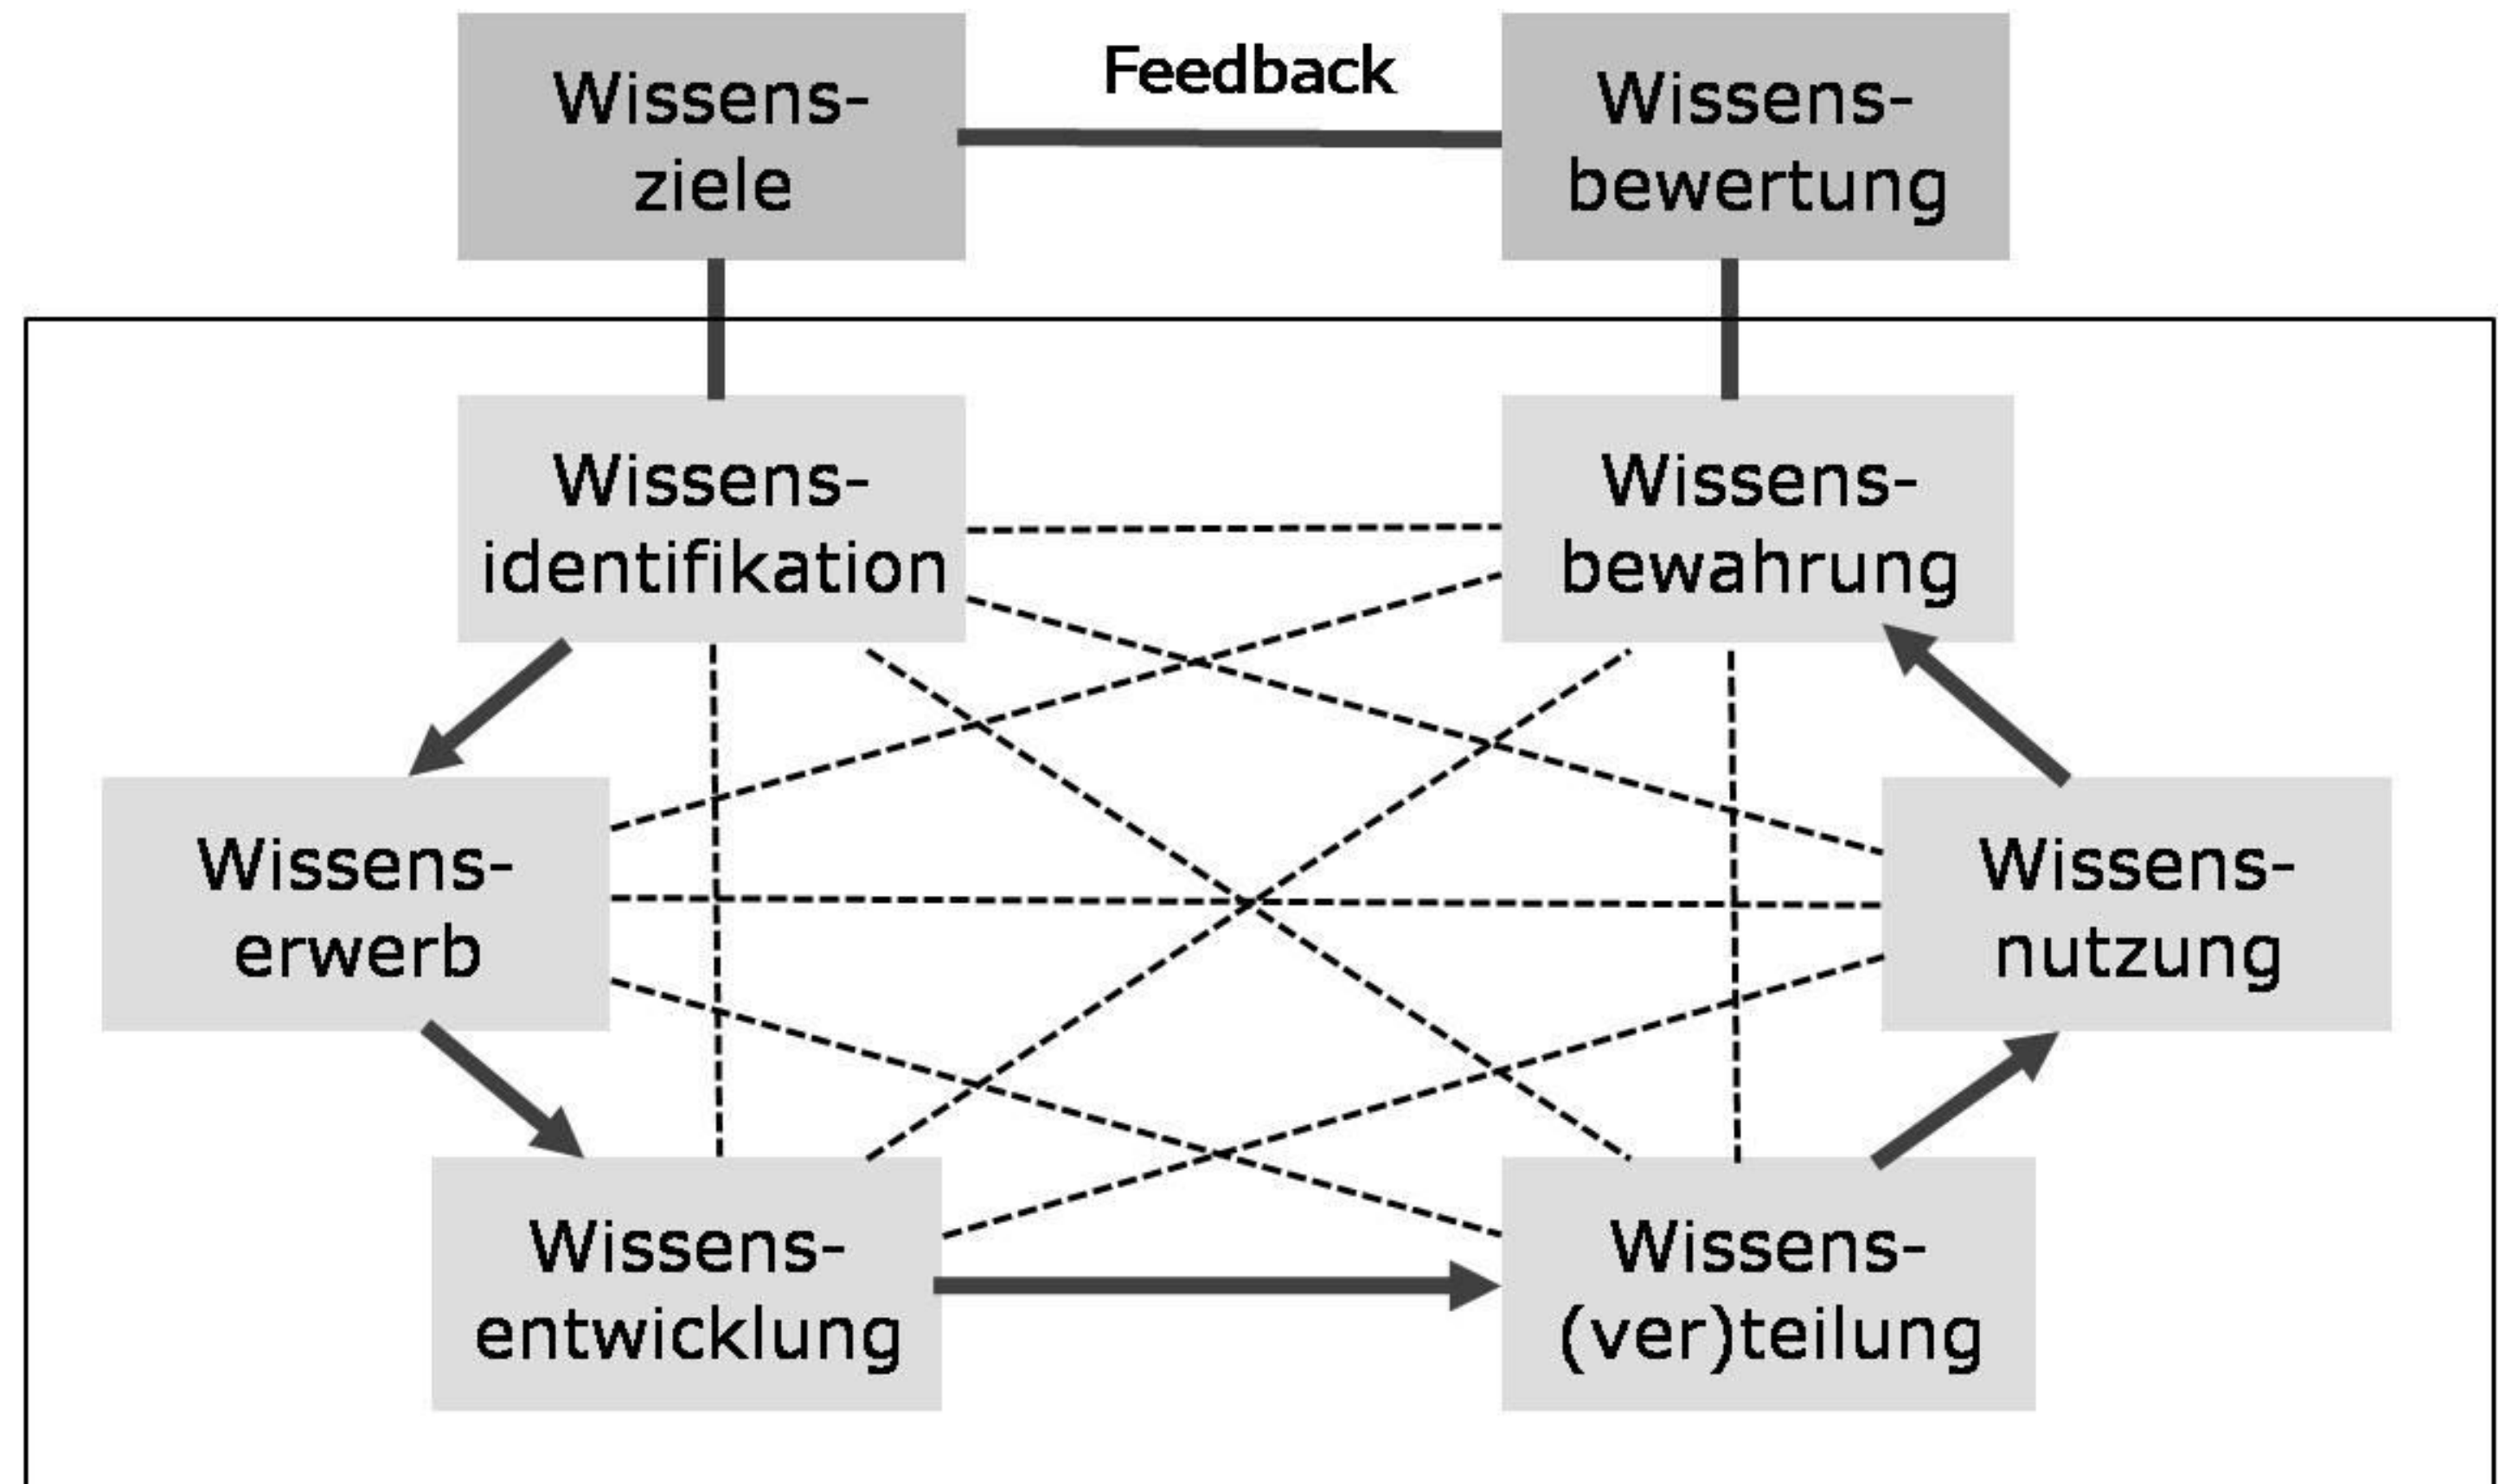 Wissens-
ziele
Feedback
Wissens-
bewertung
Wissens-
identifikation
Wissens-
bewahrung
Wissens-
erwerb
Wissens-
nutzung
Wissens-
entwicklung
Wissens-
(ver)teilung